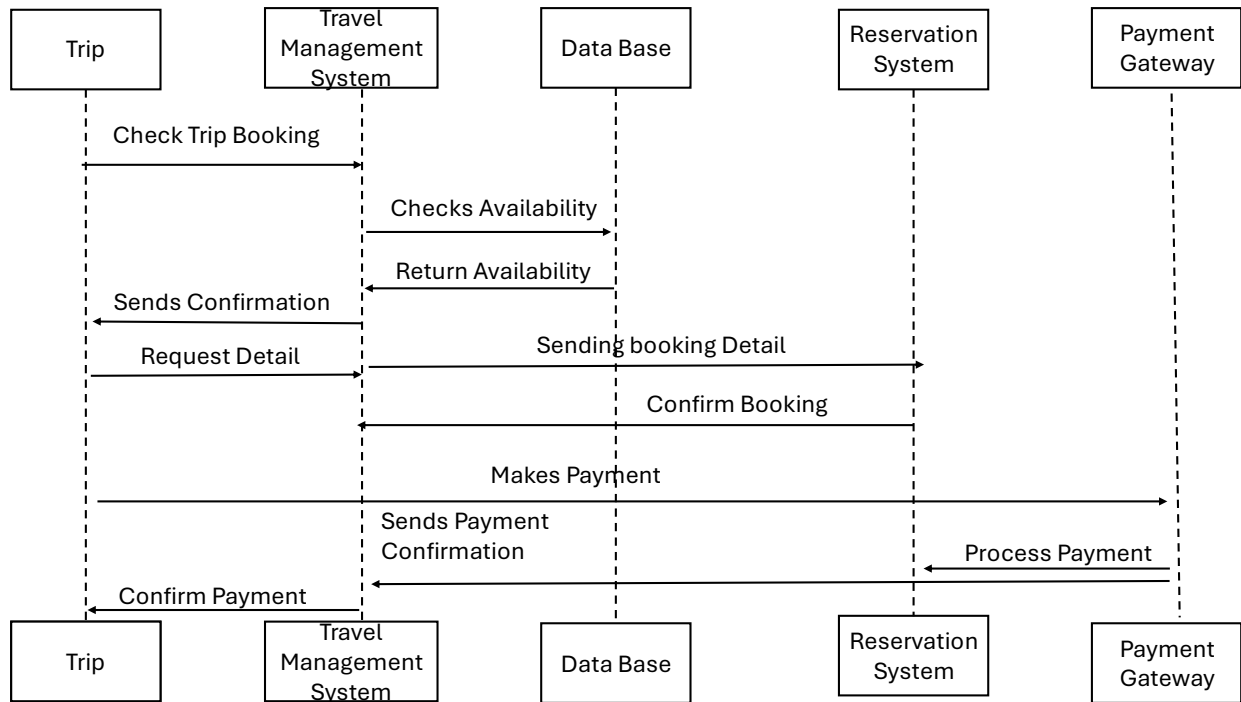 Trip
Travel
Management
System
Data Base
Reservation
System
Payment
Gateway
Check Trip Booking
Checks Availability
Return Availability
Sends Confirmation
Request Detail
Sending booking Detail
Confirm Booking
Makes Payment
Sends Payment
Confirmation
Process Payment
Confirm Payment
Trip
Travel
Management
System
Data Base
Reservation
System
Payment
Gateway